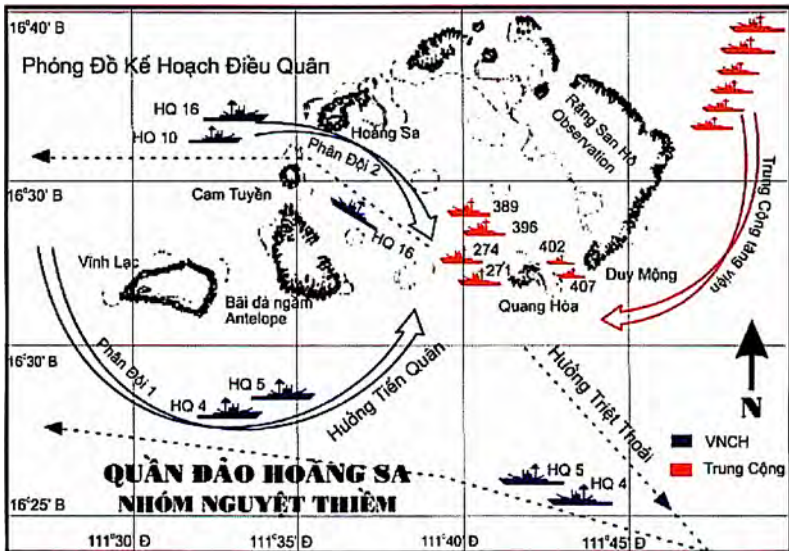 16°40' B
Phóng Đồ Kế Hoạch Điều Quân
HQ 16
HQ 10
Hoàng Sa
Phân Đội 2
Rặng San Hô
Observation
Trung Cộng tăng viện
16°30' B
Cam Tuyền
HQ 16
389
396
274
271
402
407
Duy Mộng
Quang Hòa
Vĩnh Lạc
Bãi đá ngầm
Antelope
16°30' B
Phân Đội 1
HQ 5
HQ 4
Hướng Tiến Quân
Hướng Triệt Thoái
N
VNCH
Trung Cộng
HQ 5
HQ 4
QUẦN ĐẢO HOÀNG SA
NHÓM NGUYỆT THIỀM
16°25' B
111°30' Đ
111°35' Đ
111°40' Đ
111°45' Đ